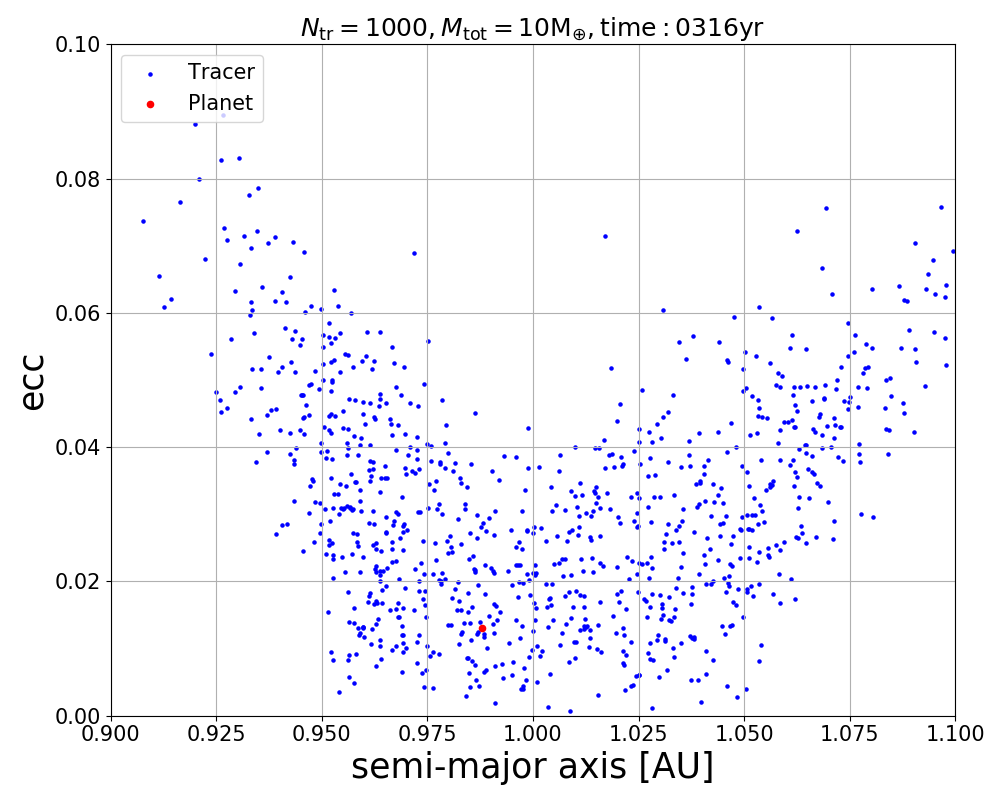 N_tr = 1000, M_tot = 10M_⊕, time : 0316yr
Tracer
Planet
0.10
0.08
0.06
0.04
0.02
0.00
ecc
0.900 0.925 0.950 0.975 1.000 1.025 1.050 1.075 1.100
semi-major axis [AU]